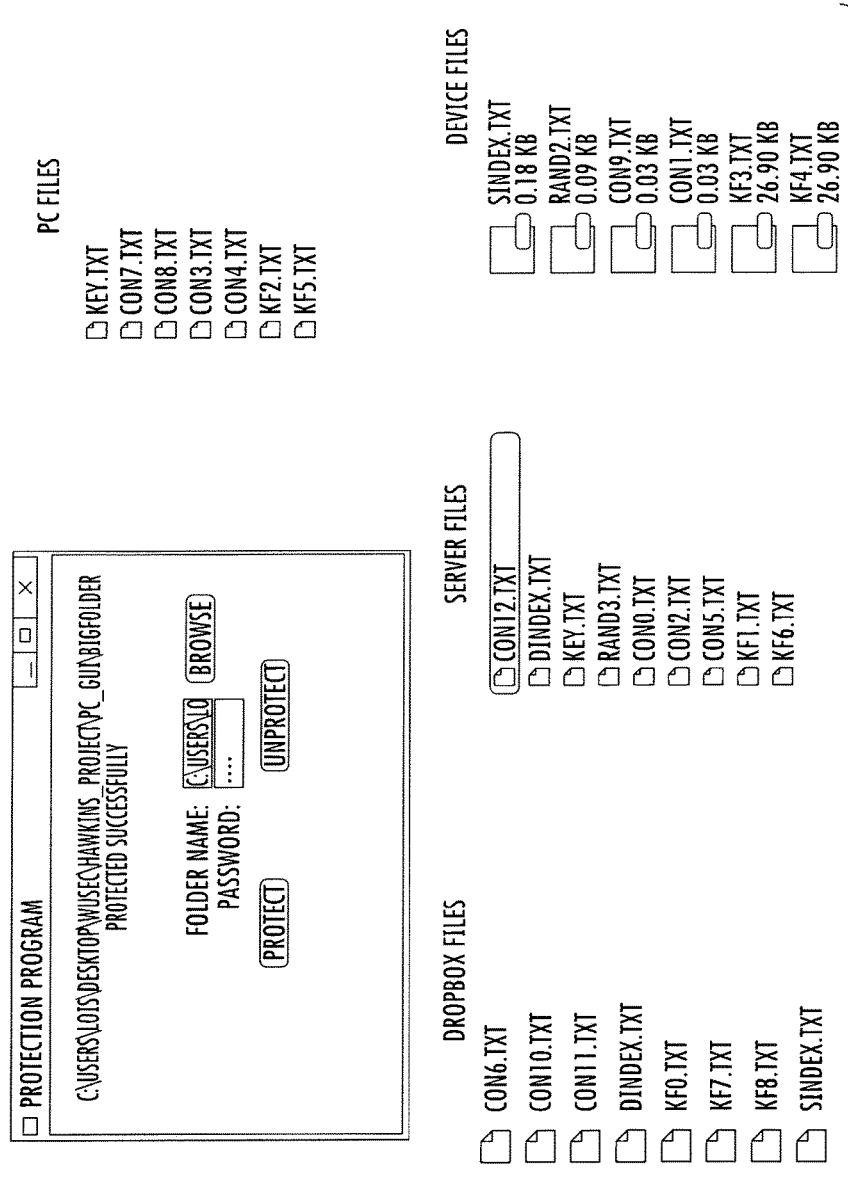 PROTECTION PROGRAM
_ □ X
C:\USERS\LOIS\DESKTOP\WUSEC\HAWKINS_PROJECT\PC_GUI\BIGFOLDER
PROTECTED SUCCESSFULLY
FOLDER NAME: C:\USERS\LO BROWSE
PASSWORD: ....
PROTECT UNPROTECT
PC FILES
KEY.TXT
CON7.TXT
CON8.TXT
CON3.TXT
CON4.TXT
KF2.TXT
KF5.TXT
DROPBOX FILES
CON6.TXT
CON10.TXT
CON11.TXT
DINDEX.TXT
KF0.TXT
KF7.TXT
KF8.TXT
SINDEX.TXT
SERVER FILES
CON12.TXT
DINDEX.TXT
KEY.TXT
RAND3.TXT
CON0.TXT
CON2.TXT
CON5.TXT
KF1.TXT
KF6.TXT
DEVICE FILES
SINDEX.TXT
0.18 KB
RAND2.TXT
0.09 KB
CON9.TXT
0.03 KB
CON1.TXT
0.03 KB
KF3.TXT
26.90 KB
KF4.TXT
26.90 KB